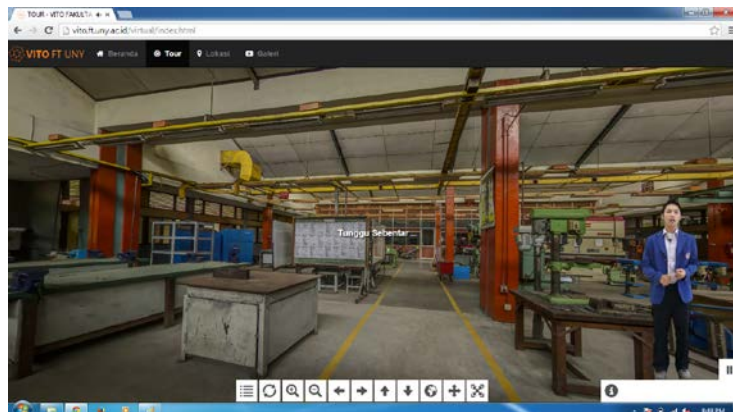 TOUR - VITO FAKULTA
vito.ft.uny.ac.id/virtual/index.html
VITO FT UNY
Beranda
Tour
Lokasi
Galeri
Tunggu Sebentar